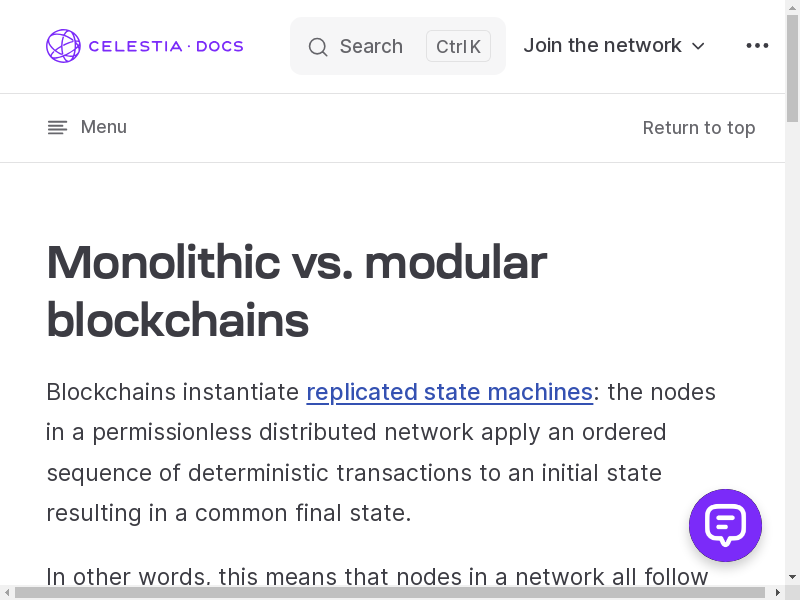 CELESTIA · DOCS
Search
Ctrl K
Join the network
Menu
Return to top
Monolithic vs. modular
blockchains
Blockchains instantiate replicated state machines: the nodes
in a permissionless distributed network apply an ordered
sequence of deterministic transactions to an initial state
resulting in a common final state.
In other words, this means that nodes in a network all follow